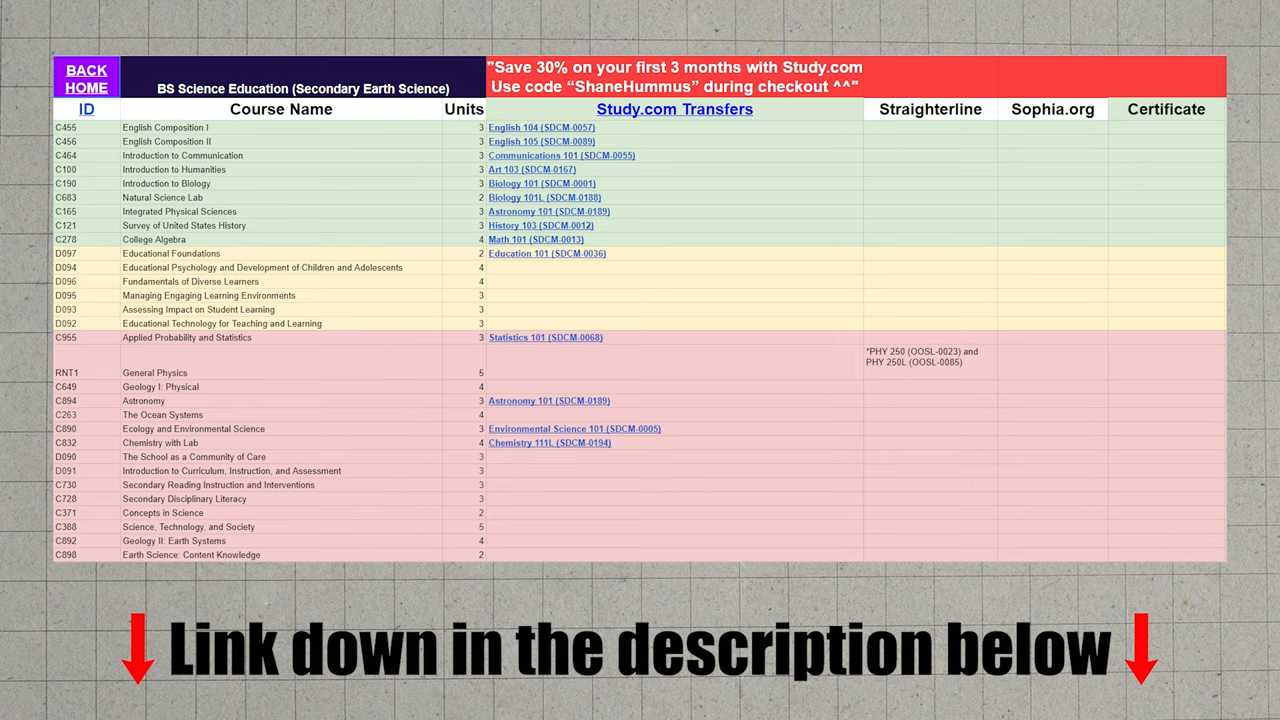 BACK HOME BS Science Education (Secondary Earth Science) "Save 30% on your first 3 months with Study.com Use code “ShaneHummus” during checkout ^^"
ID Course Name Units Study.com Transfers Straighterline Sophia.org Certificate
C455 English Composition I 3 English 104 (SDCM-0057)
C456 English Composition II 3 English 105 (SDCM-0089)
C464 Introduction to Communication 3 Communications 101 (SDCM-0055)
C100 Introduction to Humanities 3 Art 103 (SDCM-0167)
C190 Introduction to Biology 3 Biology 101 (SDCM-0001)
C683 Natural Science Lab 2 Biology 101L (SDCM-0188)
C165 Integrated Physical Sciences 3 Astronomy 101 (SDCM-0189)
C121 Survey of United States History 3 History 103 (SDCM-0012)
C278 College Algebra 4 Math 101 (SDCM-0013)
D097 Educational Foundations 2 Education 101 (SDCM-0036)
D094 Educational Psychology and Development of Children and Adolescents 4
D096 Fundamentals of Diverse Learners 4
D095 Managing Engaging Learning Environments 3
D093 Assessing Impact on Student Learning 3
D092 Educational Technology for Teaching and Learning 3
C955 Applied Probability and Statistics 3 Statistics 101 (SDCM-0068)
RNT1 General Physics 5 *PHY 250 (OOSL-0023) and PHY 250L (OOSL-0085)
C649 Geology I: Physical 4
C894 Astronomy 3 Astronomy 101 (SDCM-0189)
C263 The Ocean Systems 4
C890 Ecology and Environmental Science 3 Environmental Science 101 (SDCM-0005)
C832 Chemistry with Lab 4 Chemistry 111L (SDCM-0194)
D090 The School as a Community of Care 3
D091 Introduction to Curriculum, Instruction, and Assessment 3
C730 Secondary Reading Instruction and Interventions 3
C728 Secondary Disciplinary Literacy 3
C371 Concepts in Science 2
C388 Science, Technology, and Society 5
C892 Geology II: Earth Systems 4
C898 Earth Science: Content Knowledge 2
Link down in the description below